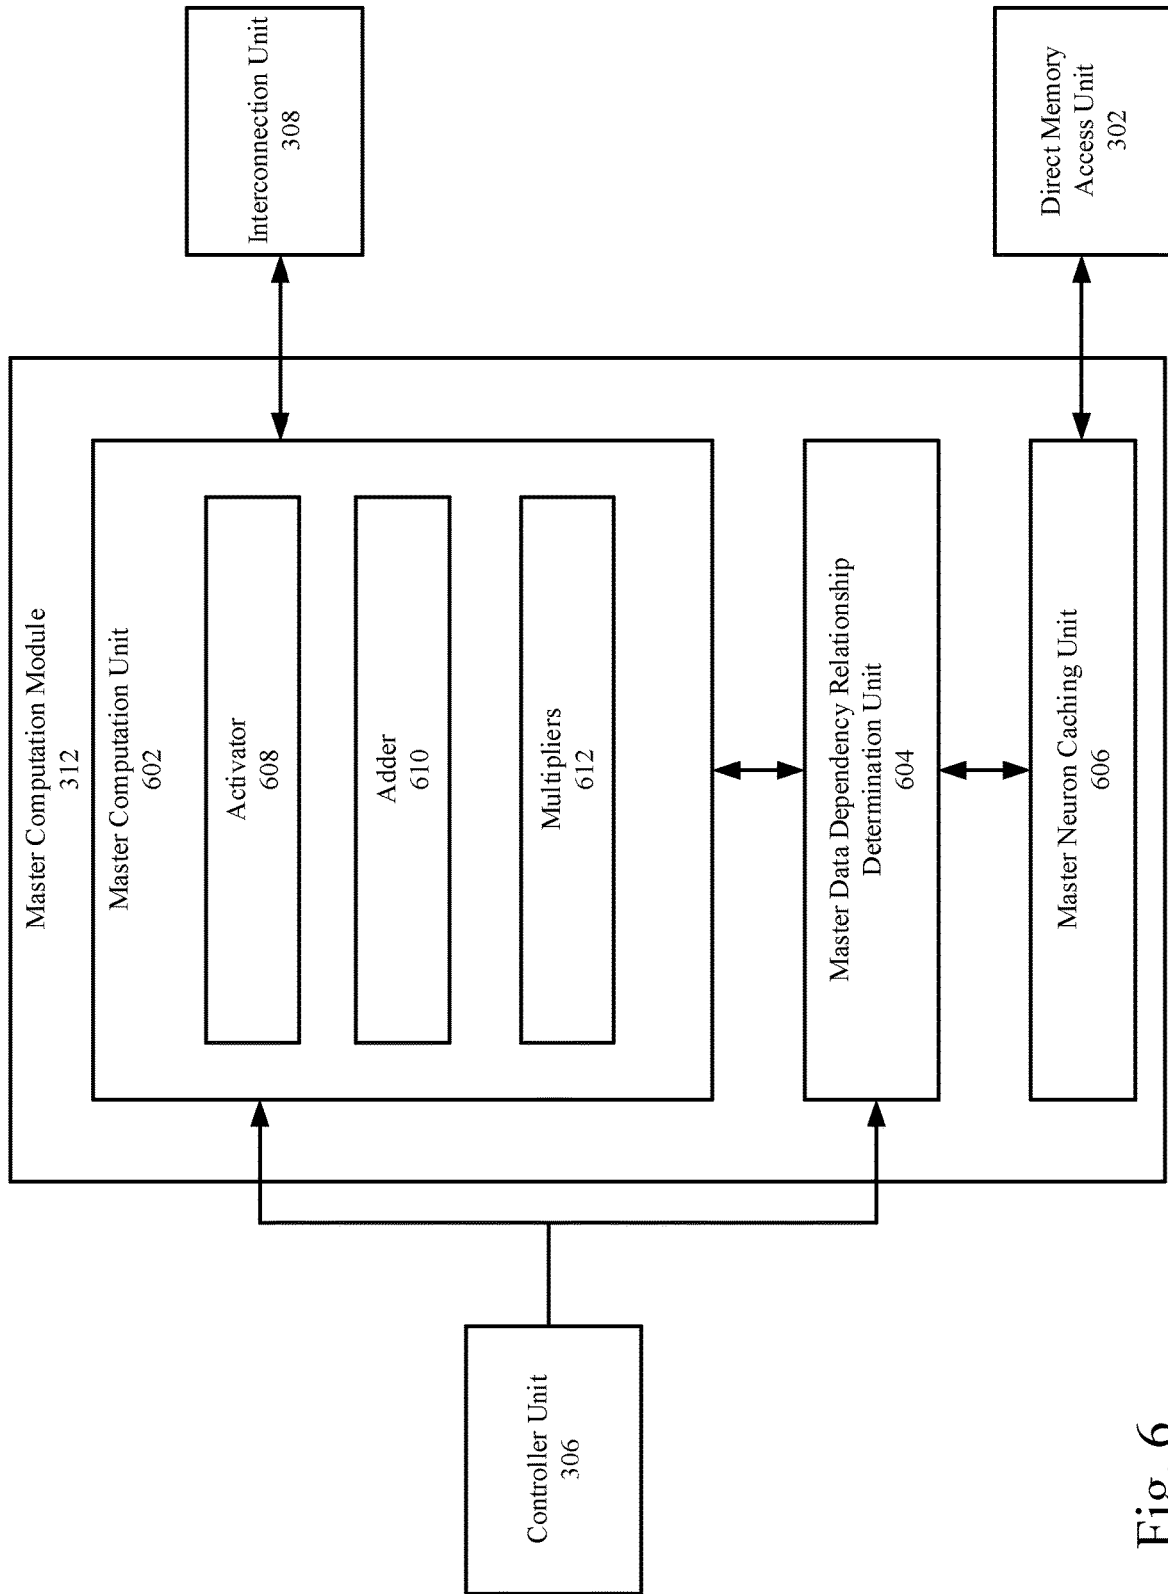 Master Computation Module
312
Master Computation Unit
602
Activator
608
Adder
610
Multipliers
612
Master Data Dependency Relationship
Determination Unit
604
Master Neuron Caching Unit
606
Controller Unit
306
Interconnection Unit
308
Direct Memory
Access Unit
302
Fig. 6